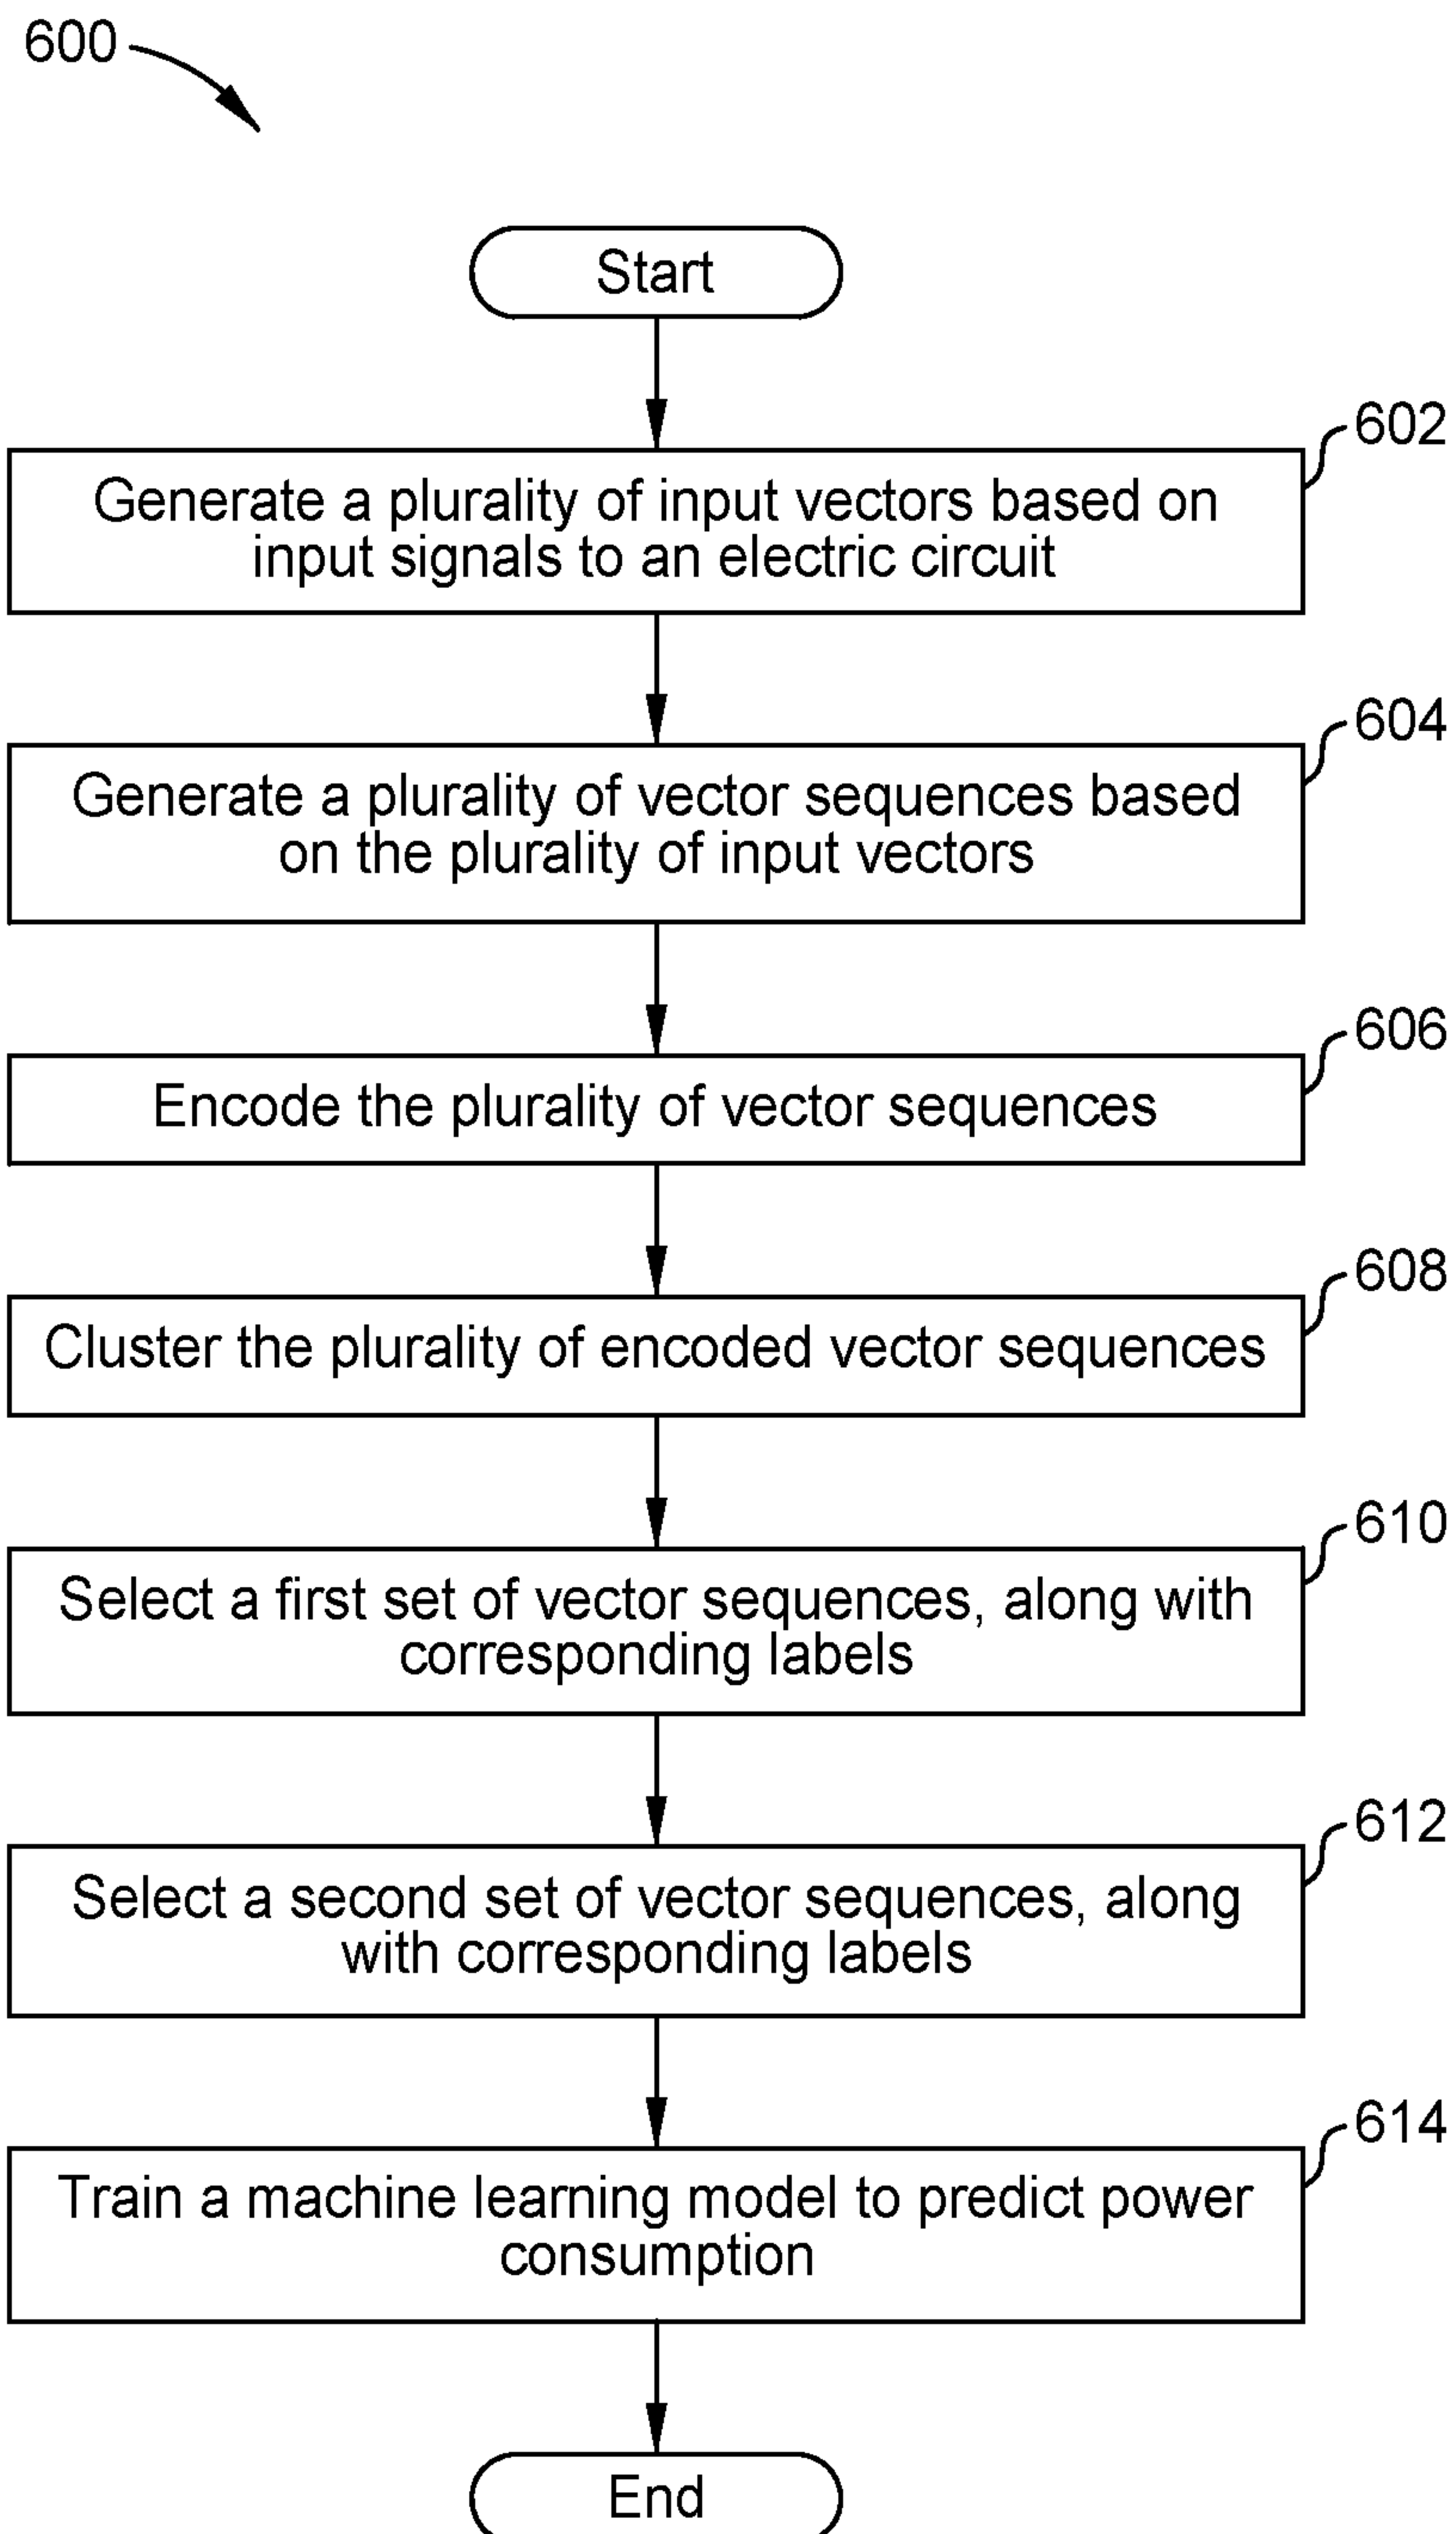 600
Start
602
Generate a plurality of input vectors based on
input signals to an electric circuit
604
Generate a plurality of vector sequences based
on the plurality of input vectors
606
Encode the plurality of vector sequences
608
Cluster the plurality of encoded vector sequences
610
Select a first set of vector sequences, along with
corresponding labels
612
Select a second set of vector sequences, along
with corresponding labels
614
Train a machine learning model to predict power
consumption
End